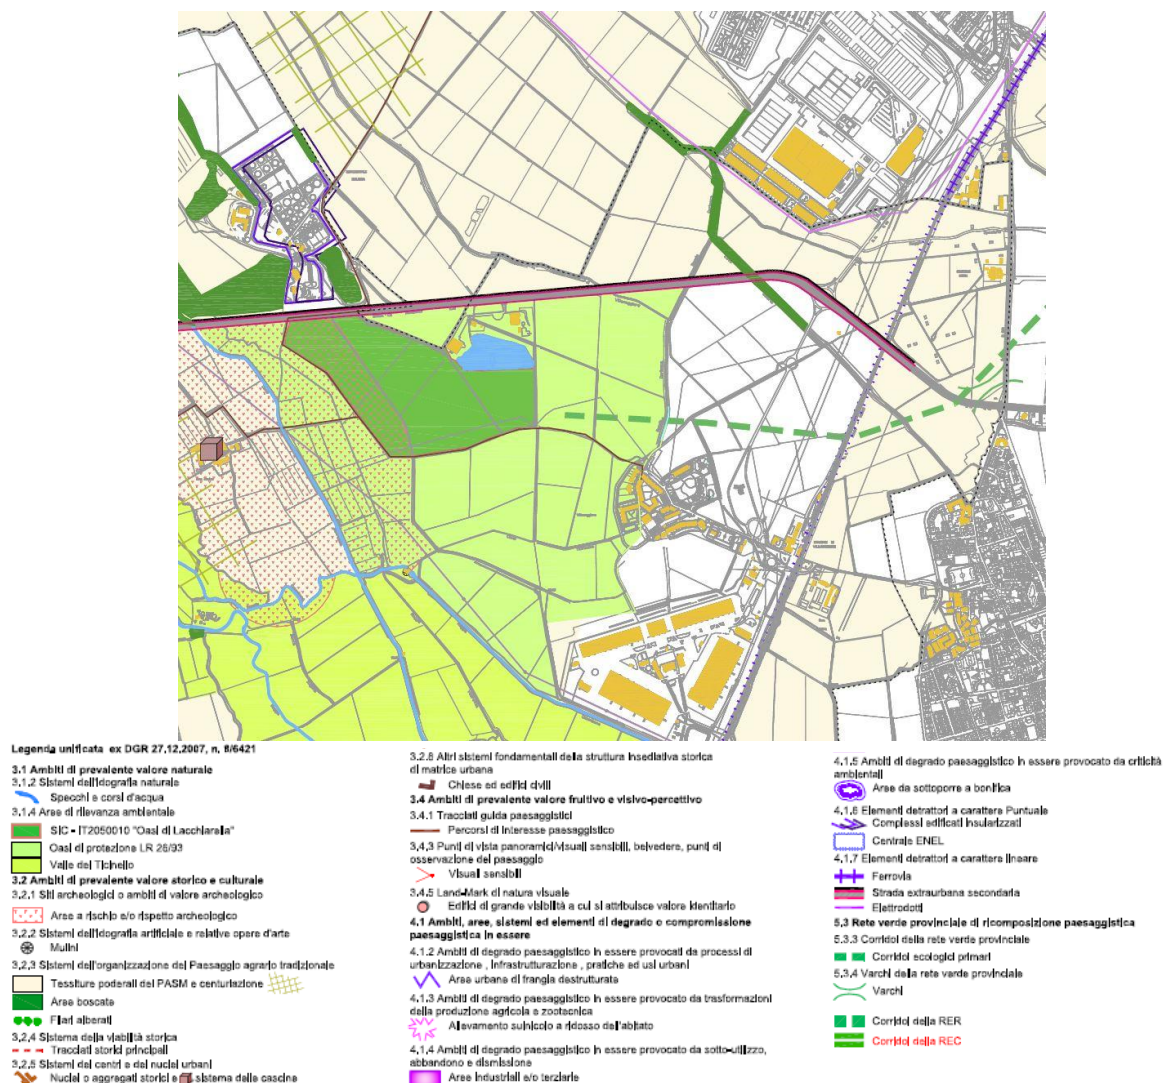 Legenda unificata ex DGR 27,12,2007, n, 8/6421
3.1 Ambiti di prevalente valore naturale
3.1.2 Sistemi dell'idrografia naturale
Specchi e corsi d'acqua
3.1.4 Aree di rilevanza ambientale
SIC - IT2050010 "Oasi di Lacchiarella"
Oasi di protezione LR 26/93
Valle del Ticinello
3.2 Ambiti di prevalente valore storico e culturale
3.2.1 Siti archeologici o ambiti di valore archeologico
Aree a rischio e/o rispetto archeologico
3.2.2 Sistemi dell'idrografia artificiale e relative opere d'arte
Mulini
3.2.3 Sistemi dell'organizzazione del Paesaggio agrario tradizionale
Tessiture poderali del PASM e centuriazione
Aree boscate
Filari alberati
3.2.4 Sistema della viabilità storica
Tracciati storici principali
3.2.5 Sistemi dei centri e dei nuclei urbani
Nuclei o aggregati storici e sistema delle cascine
3.2.6 Altri sistemi fondamentali della struttura insediativa storica
di matrice urbana
Chiese ed edifici civili
3.4 Ambiti di prevalente valore fruitivo e visivo-percettivo
3.4.1 Tracciati guida paesaggistici
Percorsi di interesse paesaggistico
3.4.3 Punti di vista panoramici/visuali sensibili, belvedere, punti di
osservazione del paesaggio
Visuali sensibili
3.4.5 Land-Mark di natura visuale
Edifici di grande visibilità a cui si attribuisce valore identitario
4.1 Ambiti, aree, sistemi ed elementi di degrado o compromissione
paesaggistica in essere
4.1.2 Ambiti di degrado paesaggistico in essere provocati da processi di
urbanizzazione , infrastrutturazione , pratiche ed usi urbani
Aree urbane di frangia destrutturate
4.1.3 Ambiti di degrado paesaggistico in essere provocato da trasformazioni
della produzione agricola e zootecnica
Allevamento suinicolo a ridosso dell'abitato
4.1.4 Ambiti di degrado paesaggistico in essere provocato da sotto-utilizzo,
abbandono e dismissione
Aree Industriali e/o terziarie
4.1.5 Ambiti di degrado paesaggistico in essere provocato da criticità
ambientali
Aree da sottoporre a bonifica
4.1.6 Elementi detrattori a carattere Puntuale
Complessi edificati insularizzati
Centrale ENEL
4.1.7 Elementi detrattori a carattere lineare
Ferrovia
Strada extraurbana secondaria
Elettrodotti
5.3 Rete verde provinciale di ricomposizione paesaggistica
5.3.3 Corridoi della rete verde provinciale
Corridoi ecologici primari
5.3.4 Varchi della rete verde provinciale
Varchi
Corridoi della RER
Corridoi della REC